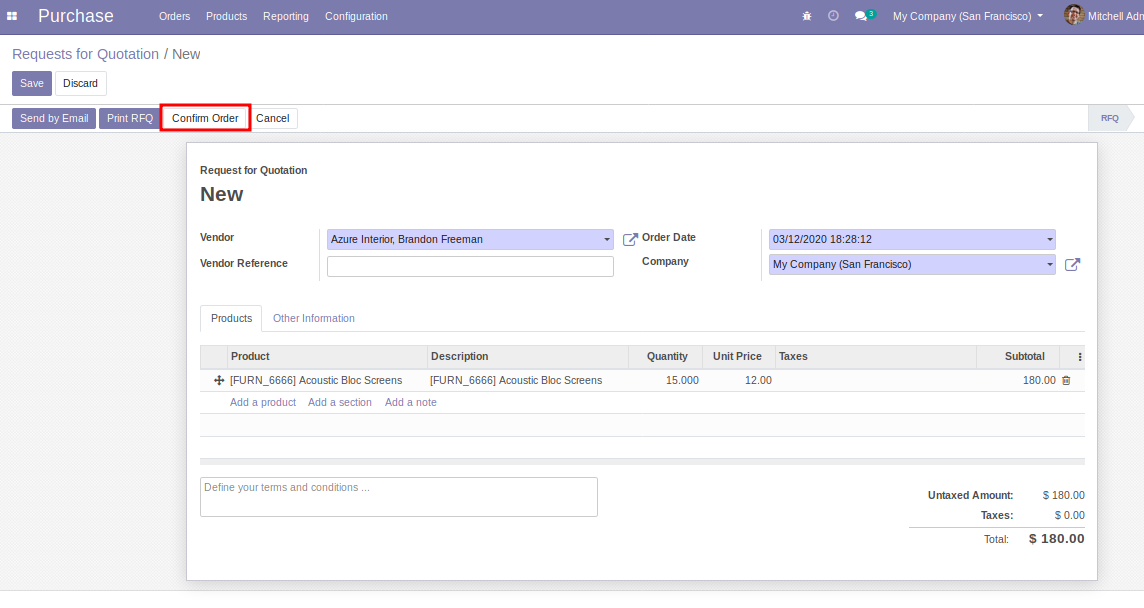 Purchase Orders Products Reporting Configuration 3 My Company (San Francisco) Mitchell Adm
Requests for Quotation / New
Save Discard
Send by Email Print RFQ Confirm Order Cancel RFQ
Request for Quotation
New
Vendor Azure Interior, Brandon Freeman Order Date 03/12/2020 18:28:12
Vendor Reference Company My Company (San Francisco)
Products Other Information
Product Description Quantity Unit Price Taxes Subtotal
[FURN_6666] Acoustic Bloc Screens [FURN_6666] Acoustic Bloc Screens 15.000 12.00 180.00
Add a product Add a section Add a note
Define your terms and conditions ...
Untaxed Amount: $ 180.00
Taxes: $ 0.00
Total: $ 180.00